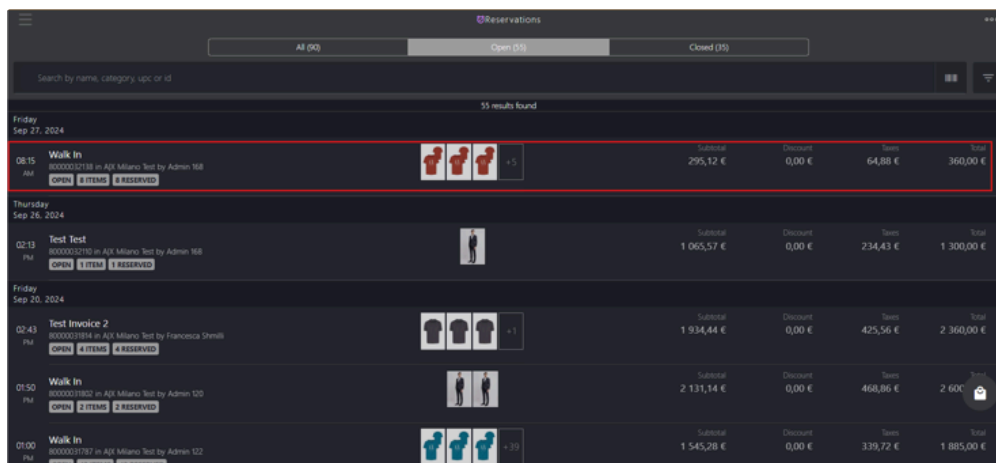 Reservations
All (90)
Open (55)
Closed (35)
Search by name, category, upc or id
55 results found
Friday
Sep 27, 2024
08:15
AM
Walk In
80000032138 in AJX Milano Test by Admin 168
OPEN 8 ITEMS 8 RESERVED
+5
Subtotal
295,12 €
Discount
0,00 €
Taxes
64,88 €
Total
360,00 €
Thursday
Sep 26, 2024
02:13
PM
Test Test
80000032110 in AJX Milano Test by Admin 168
OPEN 1 ITEM 1 RESERVED
Subtotal
1 065,57 €
Discount
0,00 €
Taxes
234,43 €
Total
1 300,00 €
Friday
Sep 20, 2024
02:43
PM
Test Invoice 2
80000031814 in AJX Milano Test by Francesca Shmilli
OPEN 4 ITEMS 4 RESERVED
+1
Subtotal
1 934,44 €
Discount
0,00 €
Taxes
425,56 €
Total
2 360,00 €
01:50
PM
Walk In
80000031802 in AJX Milano Test by Admin 120
OPEN 2 ITEMS 2 RESERVED
Subtotal
2 131,14 €
Discount
0,00 €
Taxes
468,86 €
Total
2 600
01:00
PM
Walk In
80000031787 in AJX Milano Test by Admin 122
+39
Subtotal
1 545,28 €
Discount
0,00 €
Taxes
339,72 €
Total
1 885,00 €